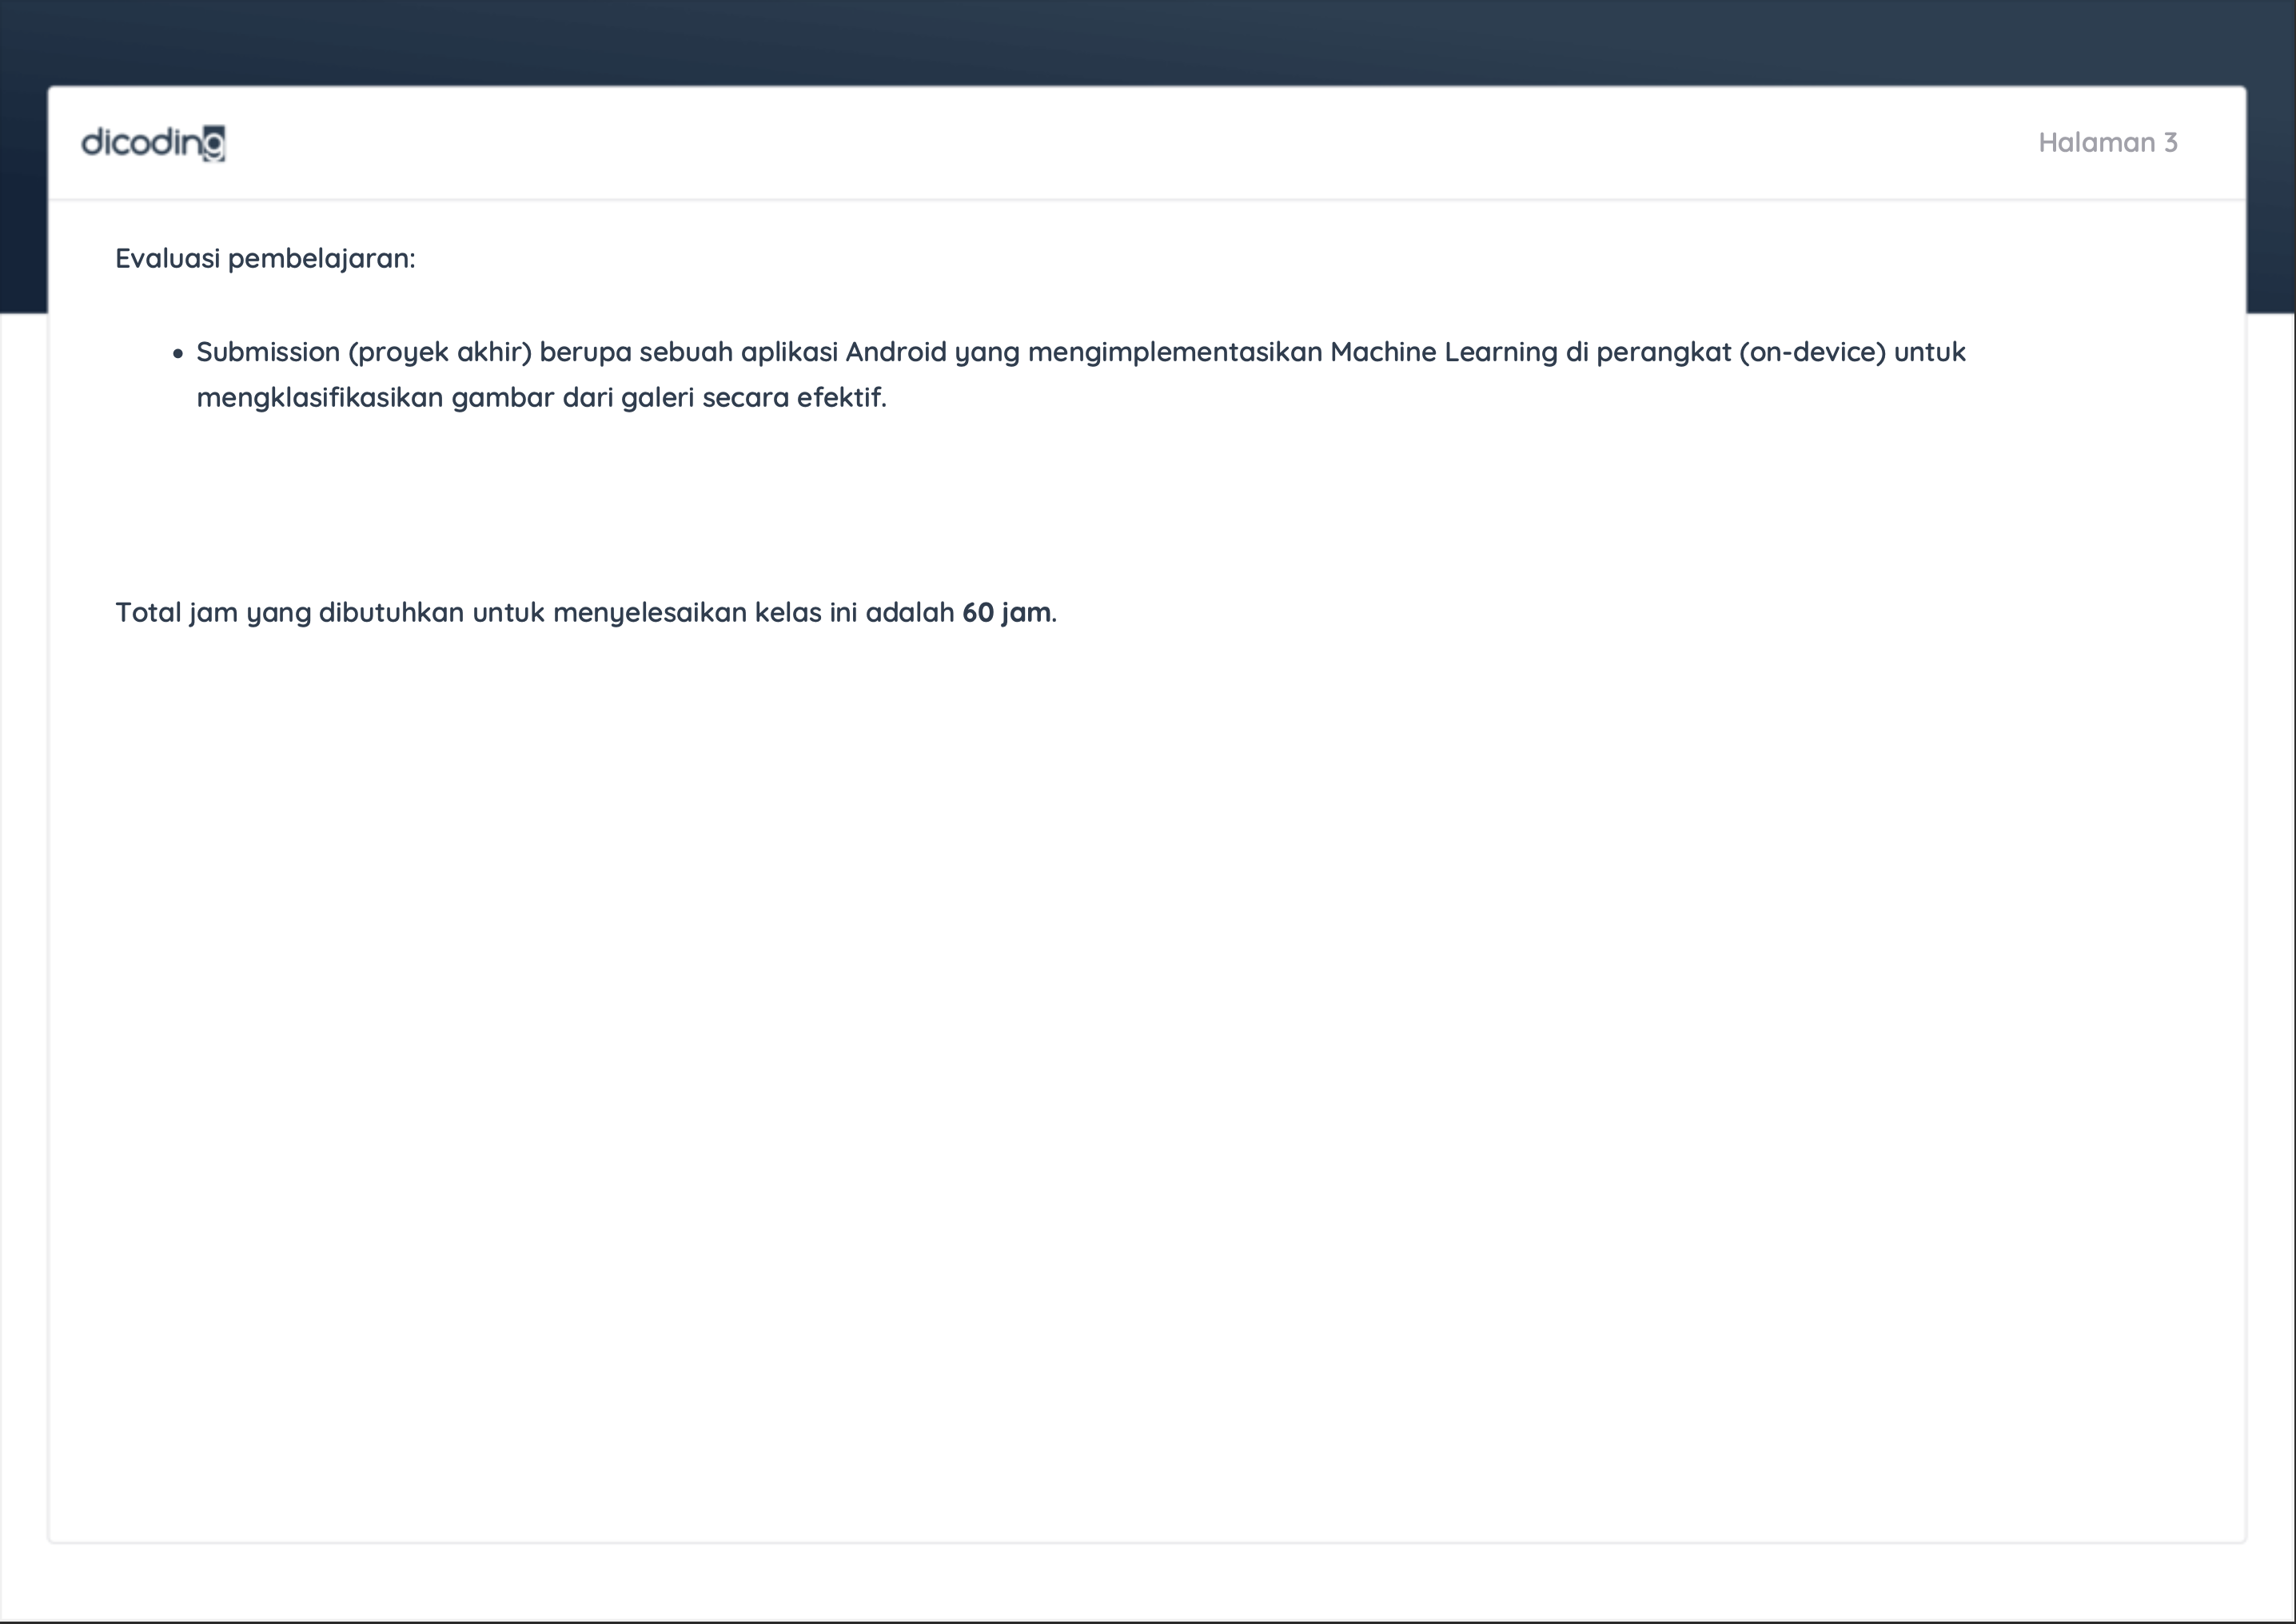 dicoding
Halaman 3
Evaluasi pembelajaran:
• Submission (proyek akhir) berupa sebuah aplikasi Android yang mengimplementasikan Machine Learning di perangkat (on-device) untuk
mengklasifikasikan gambar dari galeri secara efektif.
Total jam yang dibutuhkan untuk menyelesaikan kelas ini adalah 60 jam.